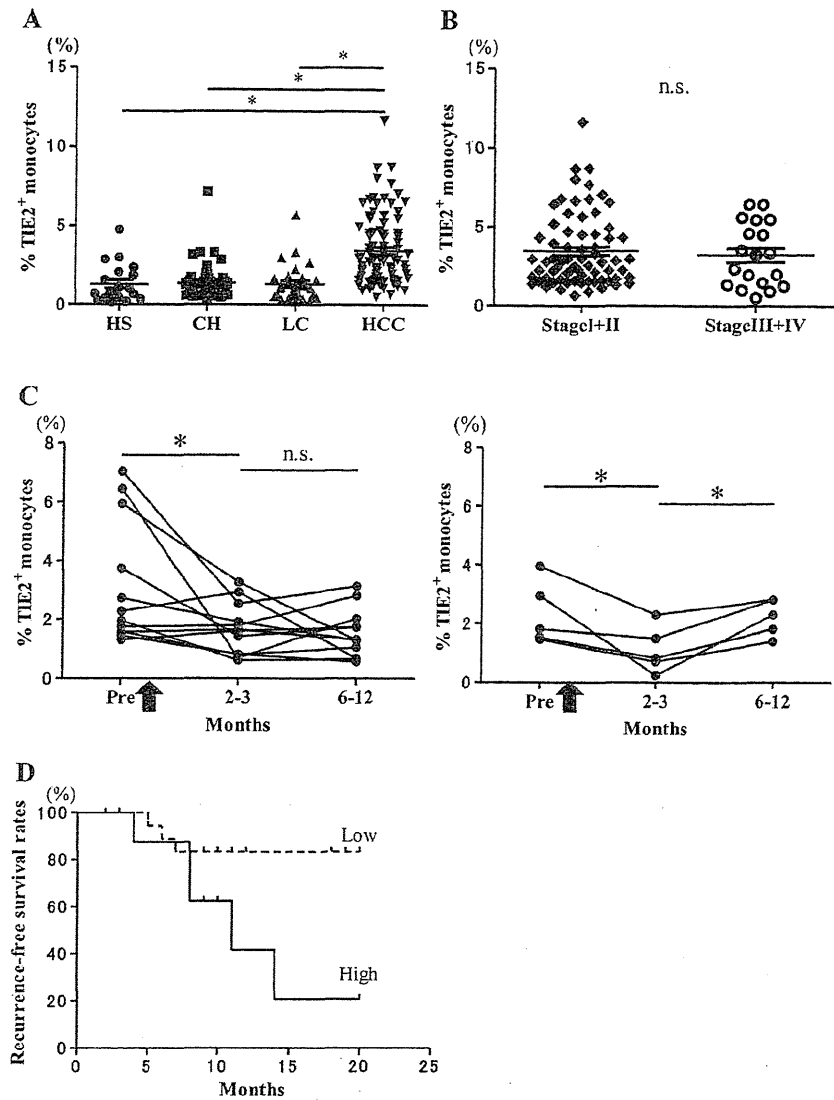 A
(%)
15
10
5
0
% TIE2+ monocytes
*
*
*
HS CH LC HCC
B
(%)
15
10
5
0
% TIE2+ monocytes
n.s.
StageI+II StageIII+IV
C
(%)
8
6
4
2
0
% TIE2+ monocytes
*
n.s.
Pre 2-3 6-12
Months
(%)
8
6
4
2
0
% TIE2+ monocytes
*
*
Pre 2-3 6-12
Months
D
(%)
100
80
60
40
20
0
Recurrence-free survival rates
Low
High
0 5 10 15 20 25
Months